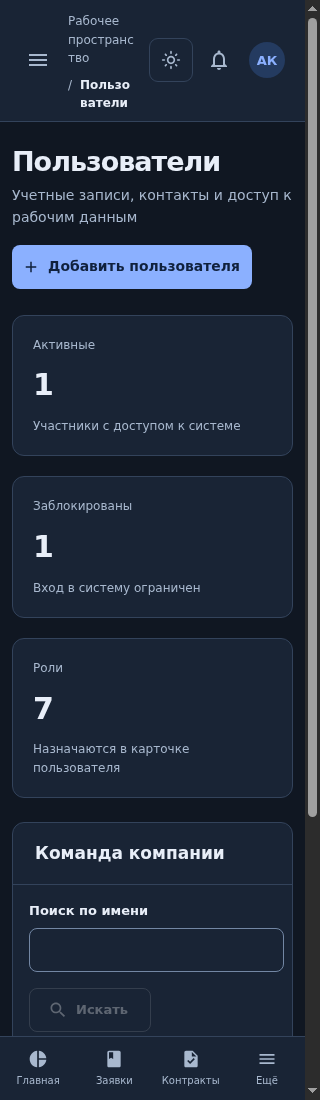 Рабочее
пространс
тво
/ Пользо
ватели
АК
Пользователи
Учетные записи, контакты и доступ к
рабочим данным
+ Добавить пользователя
Активные
1
Участники с доступом к системе
Заблокированы
1
Вход в систему ограничен
Роли
7
Назначаются в карточке
пользователя
Команда компании
Поиск по имени
Искать
Главная
Заявки
Контракты
Ещё